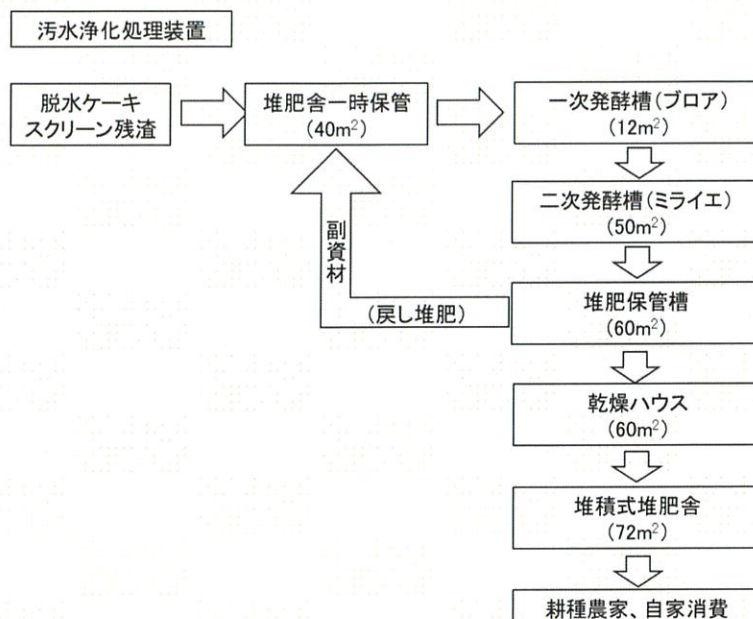 汚水浄化処理装置
脱水ケーキ
スクリーン残渣
堆肥舎一時保管
(40m²)
一次発酵槽(ブロア)
(12m²)
二次発酵槽(ミライエ)
(50m²)
副資材
(戻し堆肥)
堆肥保管槽
(60m²)
乾燥ハウス
(60m²)
堆積式堆肥舎
(72m²)
耕種農家、自家消費